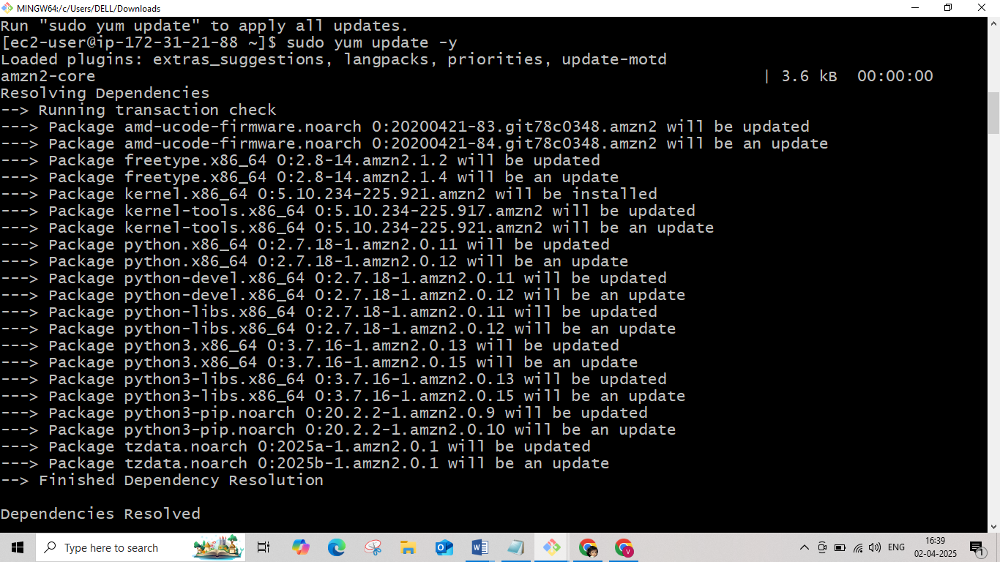 MINGW64:/c/Users/DELL/Downloads
Run "sudo yum update" to apply all updates.
[ec2-user@ip-172-31-21-88 ~]$ sudo yum update -y
Loaded plugins: extras_suggestions, langpacks, priorities, update-motd
amzn2-core | 3.6 kB 00:00:00
Resolving Dependencies
--> Running transaction check
---> Package amd-ucode-firmware.noarch 0:20200421-83.git78c0348.amzn2 will be updated
---> Package amd-ucode-firmware.noarch 0:20200421-84.git78c0348.amzn2 will be an update
---> Package freetype.x86_64 0:2.8-14.amzn2.1.2 will be updated
---> Package freetype.x86_64 0:2.8-14.amzn2.1.4 will be an update
---> Package kernel.x86_64 0:5.10.234-225.921.amzn2 will be installed
---> Package kernel-tools.x86_64 0:5.10.234-225.917.amzn2 will be updated
---> Package kernel-tools.x86_64 0:5.10.234-225.921.amzn2 will be an update
---> Package python.x86_64 0:2.7.18-1.amzn2.0.11 will be updated
---> Package python.x86_64 0:2.7.18-1.amzn2.0.12 will be an update
---> Package python-devel.x86_64 0:2.7.18-1.amzn2.0.11 will be updated
---> Package python-devel.x86_64 0:2.7.18-1.amzn2.0.12 will be an update
---> Package python-libs.x86_64 0:2.7.18-1.amzn2.0.11 will be updated
---> Package python-libs.x86_64 0:2.7.18-1.amzn2.0.12 will be an update
---> Package python3.x86_64 0:3.7.16-1.amzn2.0.13 will be updated
---> Package python3.x86_64 0:3.7.16-1.amzn2.0.15 will be an update
---> Package python3-libs.x86_64 0:3.7.16-1.amzn2.0.13 will be updated
---> Package python3-libs.x86_64 0:3.7.16-1.amzn2.0.15 will be an update
---> Package python3-pip.noarch 0:20.2.2-1.amzn2.0.9 will be updated
---> Package python3-pip.noarch 0:20.2.2-1.amzn2.0.10 will be an update
---> Package tzdata.noarch 0:2025a-1.amzn2.0.1 will be updated
---> Package tzdata.noarch 0:2025b-1.amzn2.0.1 will be an update
--> Finished Dependency Resolution
Dependencies Resolved
Type here to search
ENG
16:39
02-04-2025
1